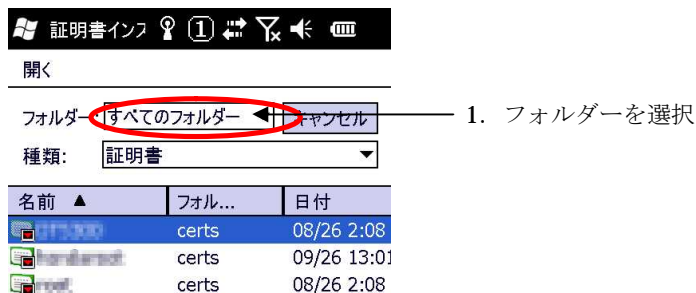 証明書インス
開く
フォルダー: すべてのフォルダー キャンセル
1. フォルダーを選択
種類: 証明書
名前 ▲ フォル... 日付
certs 08/26 2:08
certs 09/26 13:01
certs 08/26 2:08